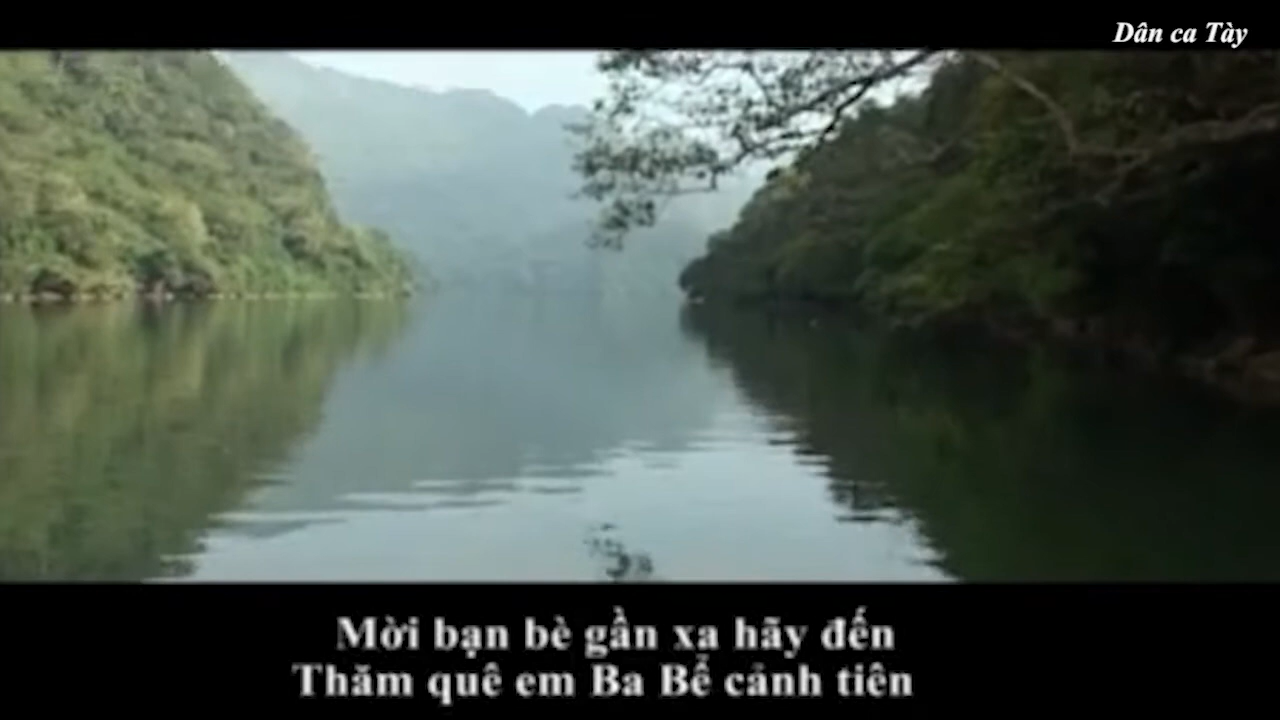 Dân ca Tày
Mời bạn bè gần xa hãy đến
Thăm quê em Ba Bể cảnh tiên